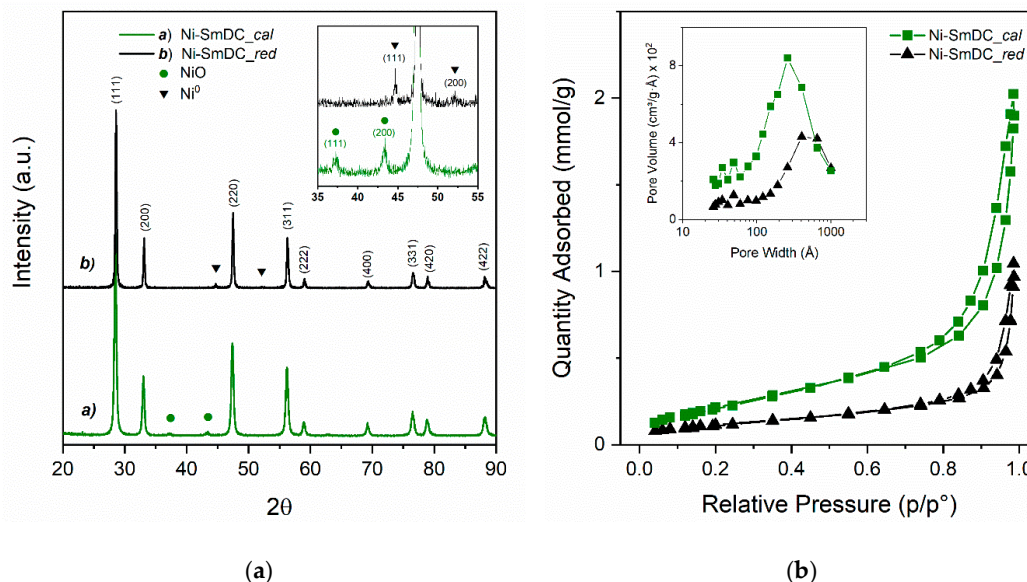 a) Ni-SmDC_cal
b) Ni-SmDC_red
● NiO
▼ Ni⁰
(111)
(200)
(111)
(200)
35 40 45 50 55
(111)
(200)
(220)
(311)
(222)
(400)
(331)
(420)
(422)
b)
a)
Intensity (a.u.)
20 30 40 50 60 70 80 90
2θ
(a)
Ni-SmDC_cal
Ni-SmDC_red
Pore Volume (cm³/g·Å) x 10²
8
4
0
10 100 1000
Pore Width (Å)
Quantity Adsorbed (mmol/g)
2
1
0
0.0 0.2 0.4 0.6 0.8 1.0
Relative Pressure (p/p°)
(b)